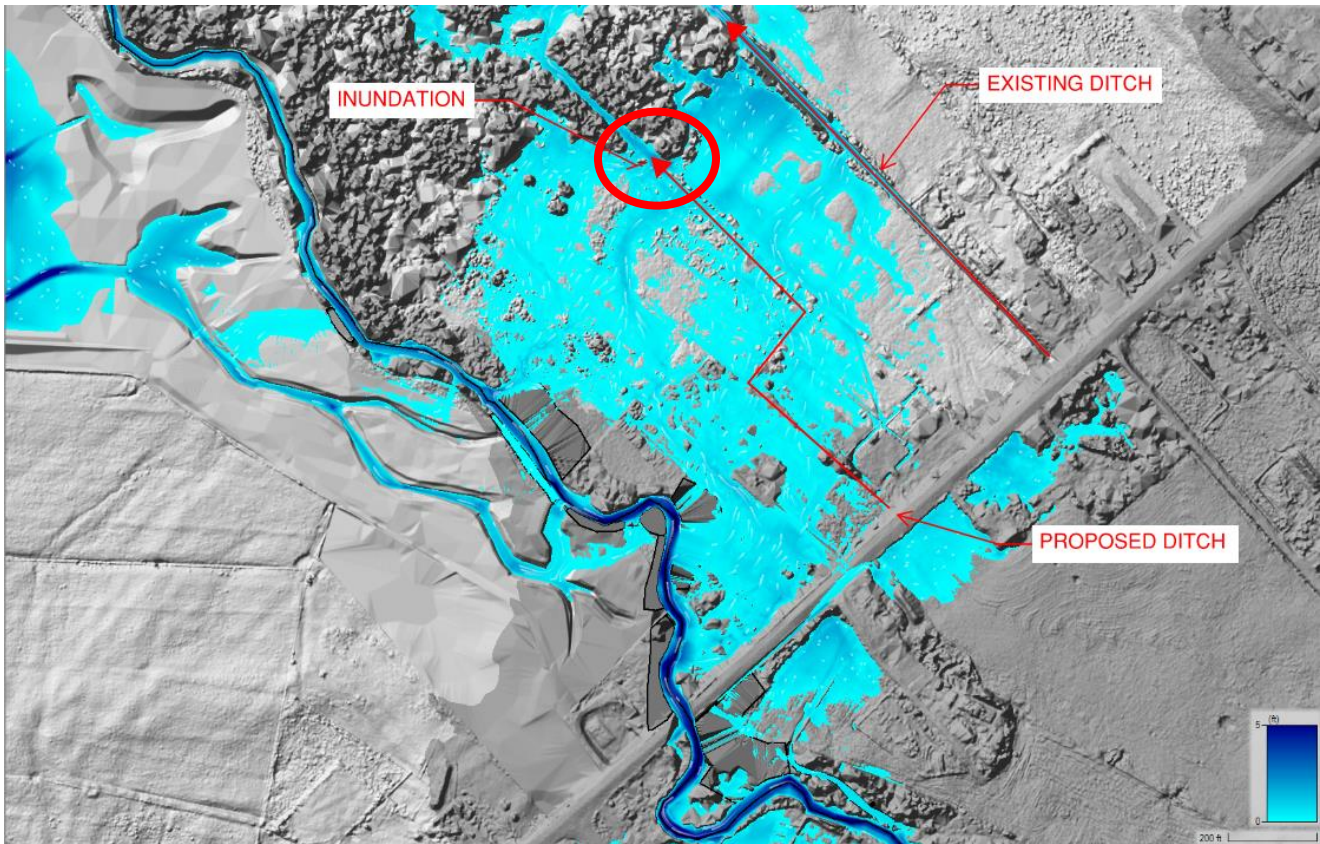 INUNDATION
EXISTING DITCH
PROPOSED DITCH
(ft)
5
0
200 ft